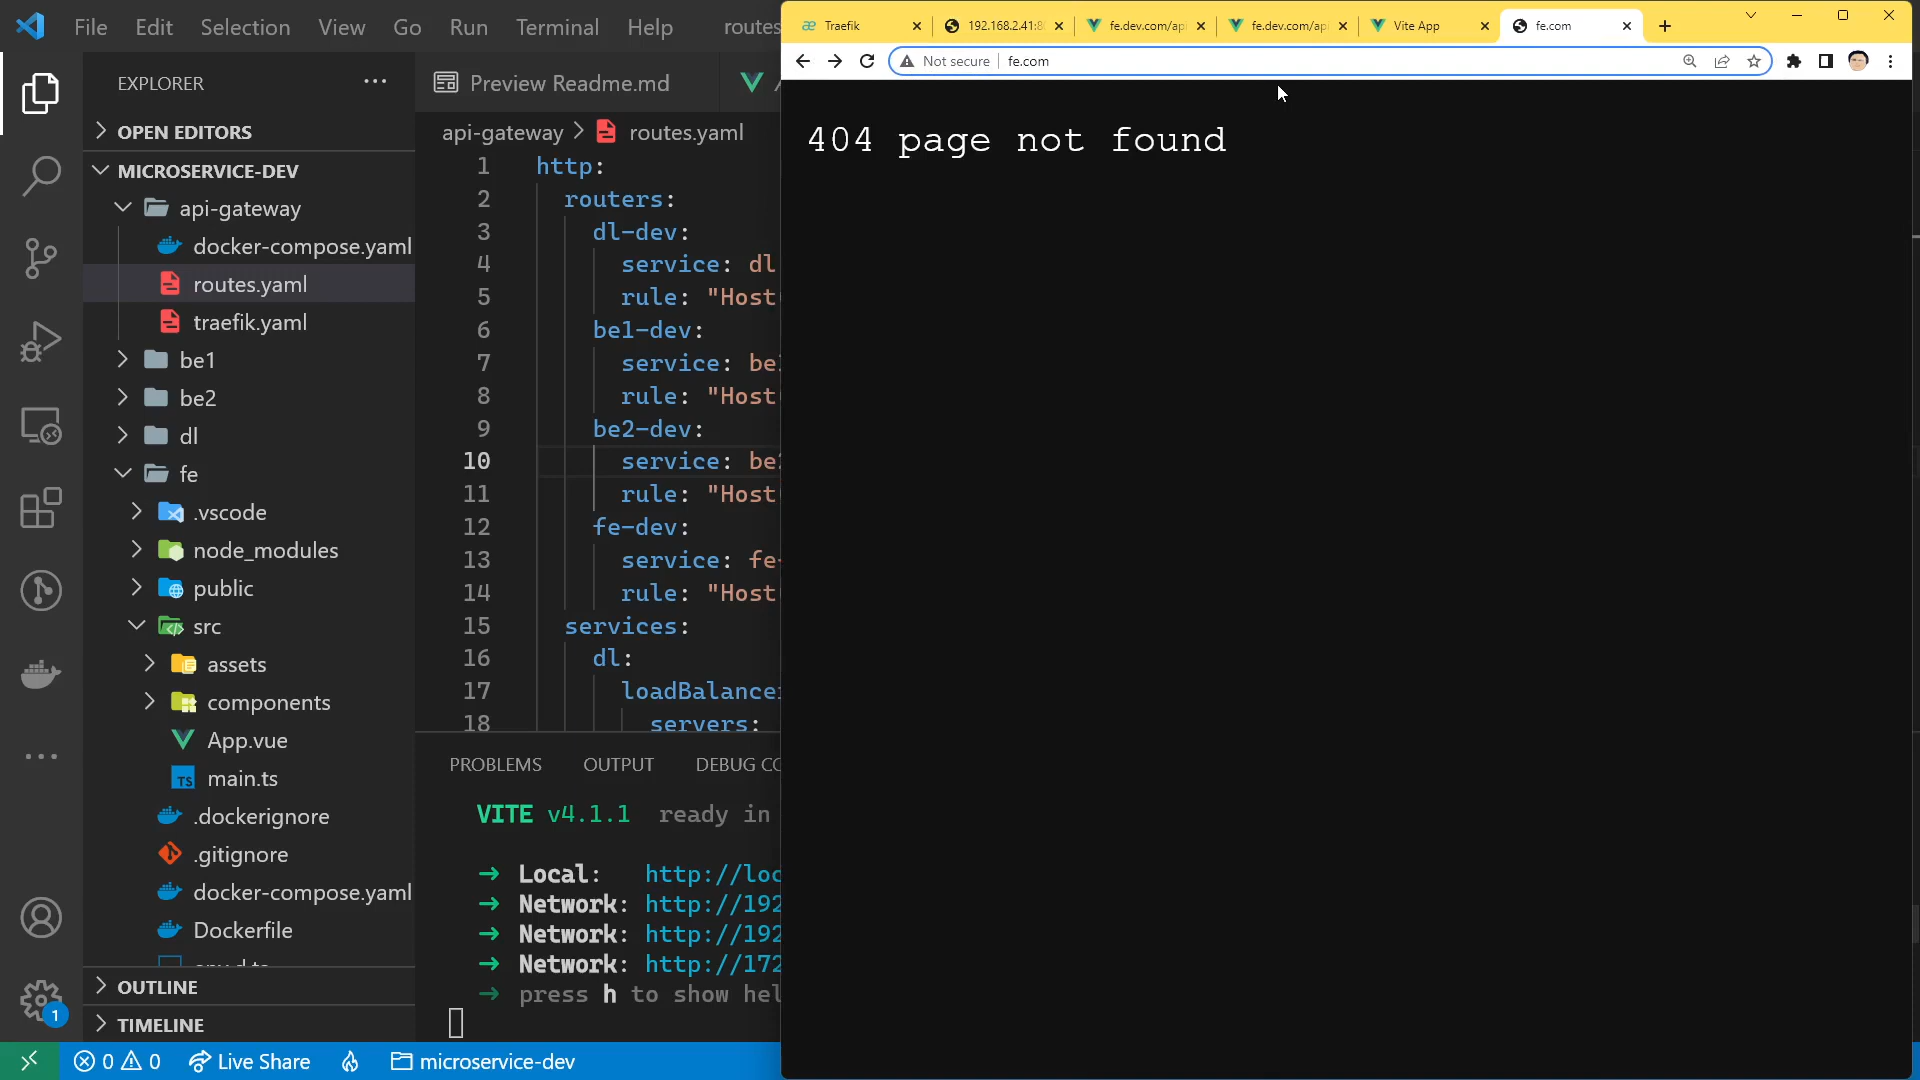 File Edit Selection View Go Run Terminal Help
EXPLORER
OPEN EDITORS
MICROSERVICE-DEV
api-gateway
docker-compose.yaml
routes.yaml
traefik.yaml
be1
be2
dl
fe
.vscode
node_modules
public
src
assets
components
App.vue
TS main.ts
.dockerignore
.gitignore
docker-compose.yaml
Dockerfile
OUTLINE
TIMELINE
Preview Readme.md
api-gateway > routes.yaml
1 http:
2 routers:
3 dl-dev:
4 service: dl
5 rule: "Host
6 be1-dev:
7 service: be
8 rule: "Host
9 be2-dev:
10 service: be
11 rule: "Host
12 fe-dev:
13 service: fe-
14 rule: "Host
15 services:
16 dl:
17 loadBalancer
18 servers:
PROBLEMS OUTPUT DEBUG CO
VITE v4.1.1 ready in
➜ Local: http://loc
➜ Network: http://192
➜ Network: http://192
➜ Network: http://172
➜ press h to show hel
1
0 0 Live Share microservice-dev
Traefik 192.168.2.41:8 fe.dev.com/api fe.dev.com/api Vite App fe.com
Not secure fe.com
404 page not found